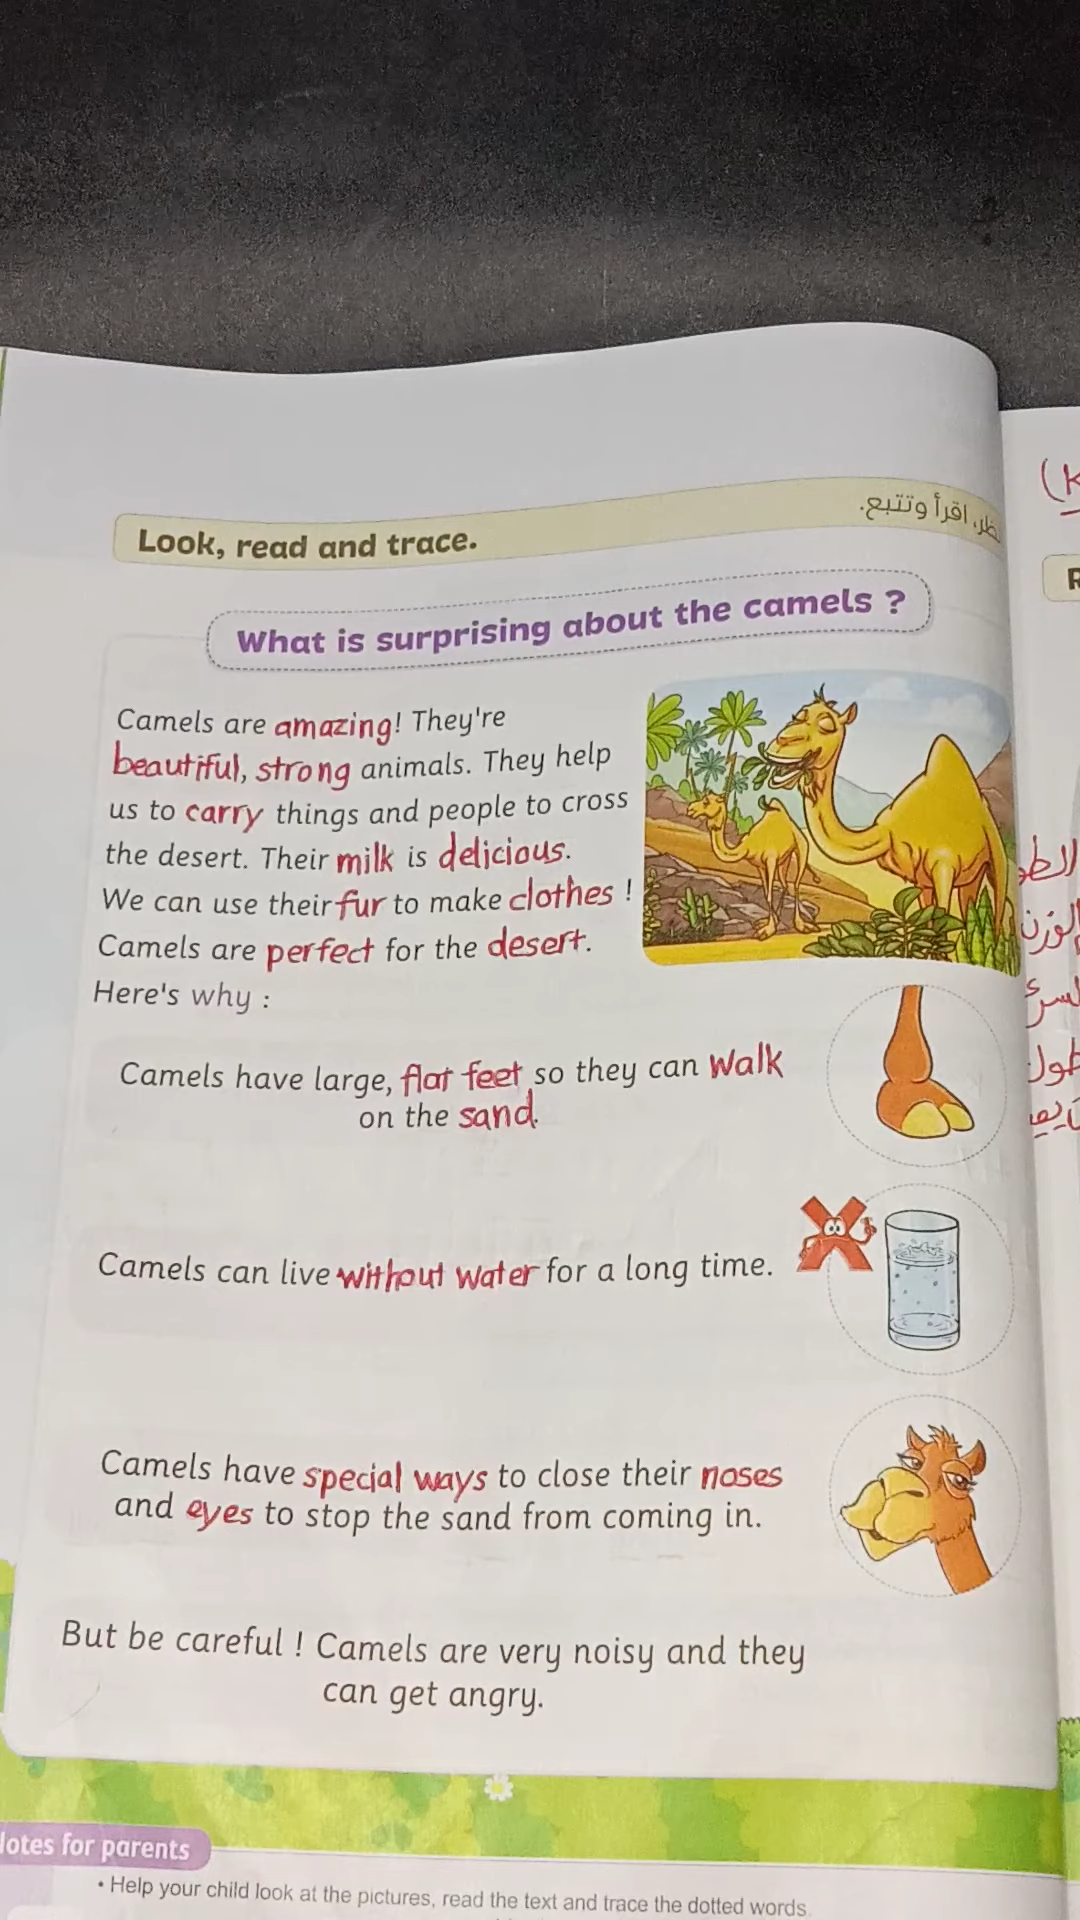 Look, read and trace.
اقرأ وتتبع.
What is surprising about the camels ?
Camels are amazing! They're
beautiful, strong animals. They help
us to carry things and people to cross
the desert. Their milk is delicious.
We can use their fur to make clothes !
Camels are perfect for the desert.
Here's why :
Camels have large, flat feet so they can walk
on the sand.
Camels can live without water for a long time.
Camels have special ways to close their noses
and eyes to stop the sand from coming in.
But be careful ! Camels are very noisy and they
can get angry.
for parents
• Help your child look at the pictures, read the text and trace the dotted words